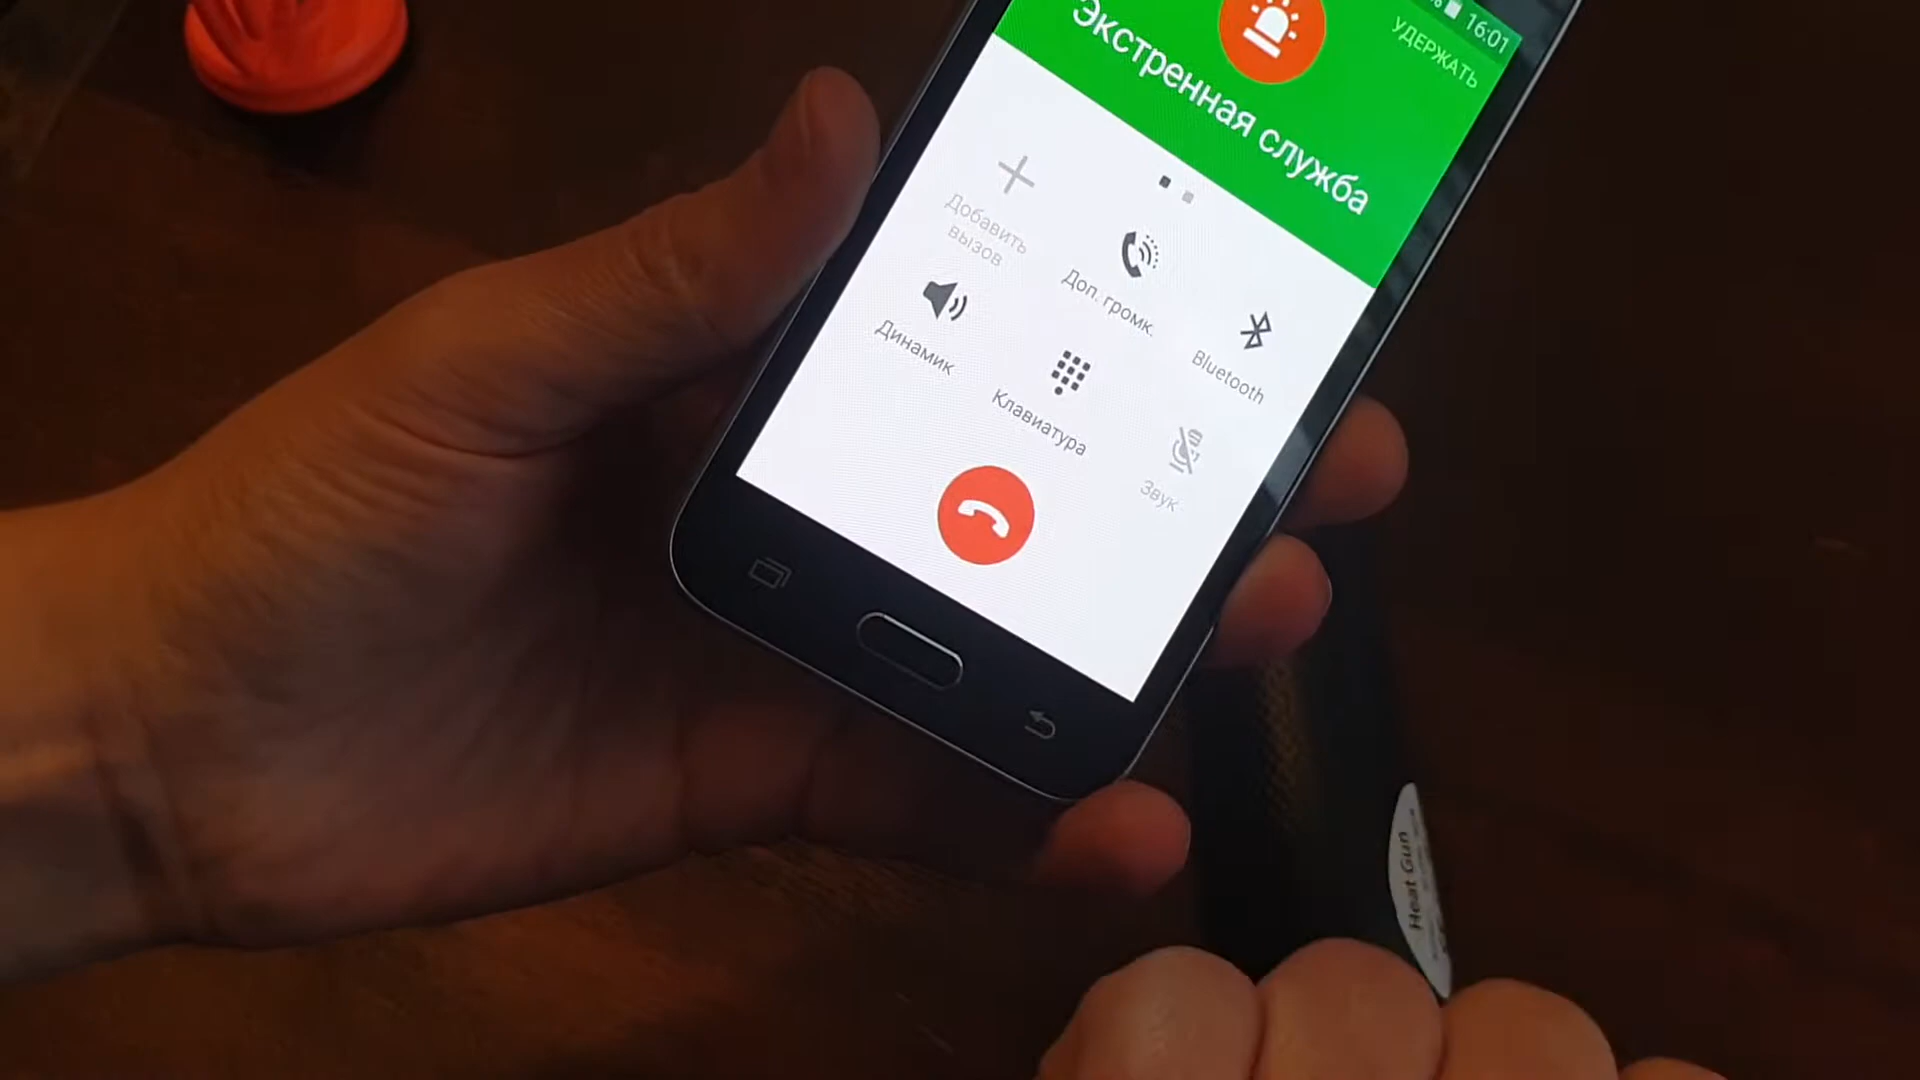 16:01
УДЕРЖАТЬ
Экстренная служба
Добавить
вызов
Доп. громк.
Bluetooth
Динамик
Клавиатура
Звук
Heat Gun